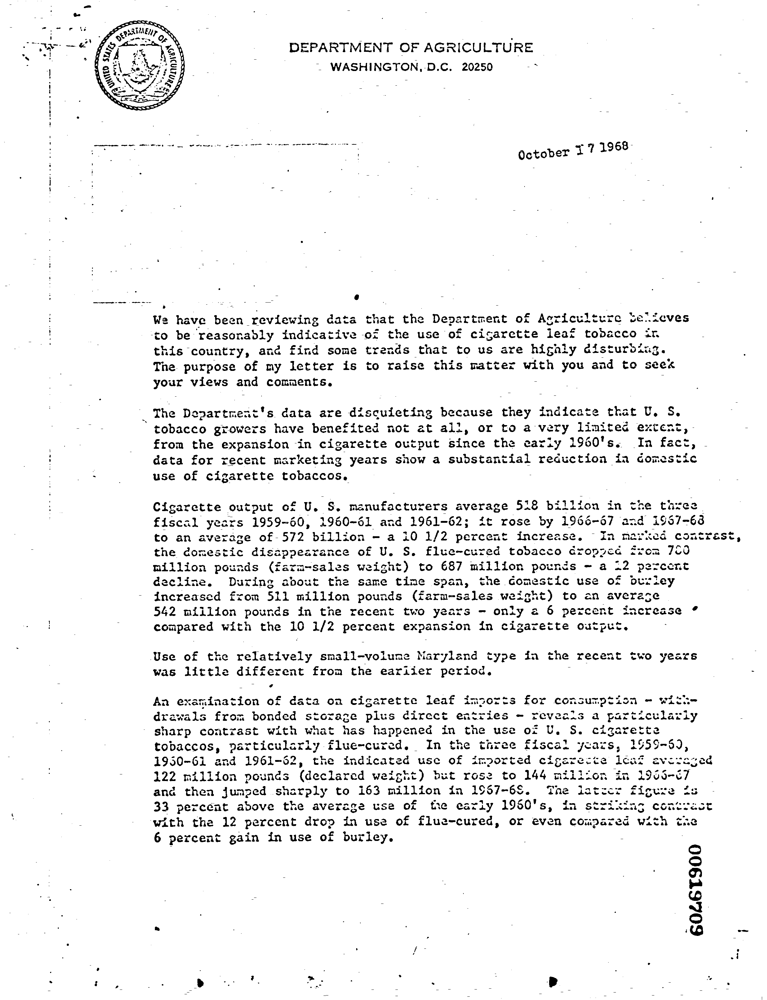 UNITED STATES DEPARTMENT OF AGRICULTURE
DEPARTMENT OF AGRICULTURE
WASHINGTON, D.C. 20250
October 17 1968
We have been reviewing data that the Department of Agriculture believes
to be reasonably indicative of the use of cigarette leaf tobacco in
this country, and find some trends that to us are highly disturbing.
The purpose of my letter is to raise this matter with you and to seek
your views and comments.
The Department's data are disquieting because they indicate that U. S.
tobacco growers have benefited not at all, or to a very limited extent,
from the expansion in cigarette output since the early 1960's. In fact,
data for recent marketing years show a substantial reduction in domestic
use of cigarette tobaccos.
Cigarette output of U. S. manufacturers average 518 billion in the three
fiscal years 1959-60, 1960-61 and 1961-62; it rose by 1966-67 and 1967-68
to an average of 572 billion - a 10 1/2 percent increase. In marked contrast,
the domestic disappearance of U. S. flue-cured tobacco dropped from 780
million pounds (farm-sales weight) to 687 million pounds - a 12 percent
decline. During about the same time span, the domestic use of burley
increased from 511 million pounds (farm-sales weight) to an average
542 million pounds in the recent two years - only a 6 percent increase
compared with the 10 1/2 percent expansion in cigarette output.
Use of the relatively small-volume Maryland type in the recent two years
was little different from the earlier period.
An examination of data on cigarette leaf imports for consumption - with-
drawals from bonded storage plus direct entries - reveals a particularly
sharp contrast with what has happened in the use of U. S. cigarette
tobaccos, particularly flue-cured. In the three fiscal years, 1959-60,
1960-61 and 1961-62, the indicated use of imported cigarette leaf averaged
122 million pounds (declared weight) but rose to 144 million in 1966-67
and then jumped sharply to 163 million in 1967-68. The latter figure is
33 percent above the average use of the early 1960's, in striking contrast
with the 12 percent drop in use of flue-cured, or even compared with the
6 percent gain in use of burley.
00619709